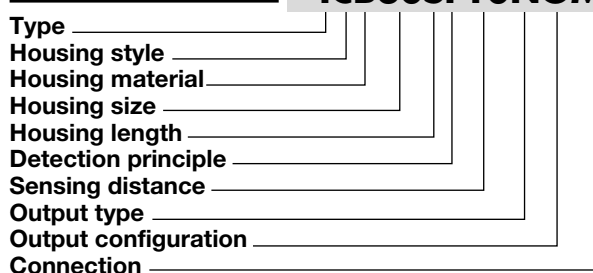 Type
Housing style
Housing material
Housing size
Housing length
Detection principle
Sensing distance
Output type
Output configuration
Connection